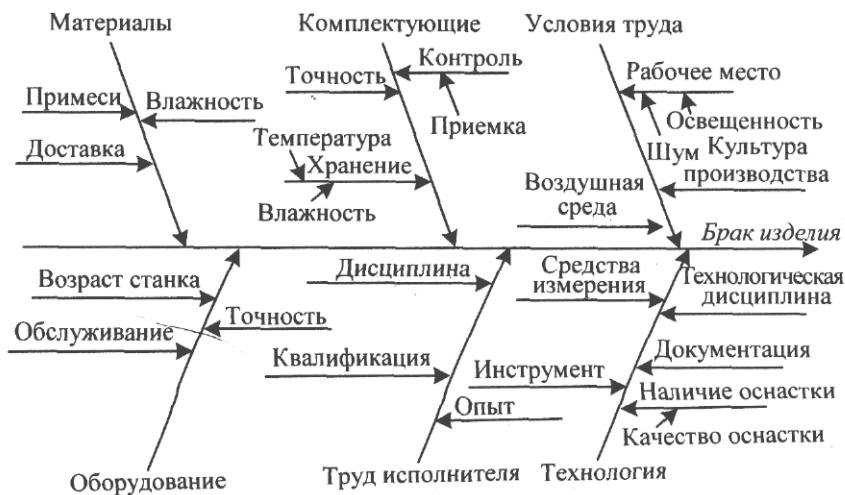 Материалы
Комплектующие
Условия труда
Контроль
Точность
Рабочее место
Примеси
Влажность
Приемка
Освещенность
Температура
Доставка
Хранение
Шум
Культура
производства
Влажность
Воздушная
среда
Брак изделия
Возраст станка
Дисциплина
Средства
измерения
Технологическая
дисциплина
Обслуживание
Точность
Квалификация
Инструмент
Документация
Наличие оснастки
Опыт
Качество оснастки
Оборудование
Труд исполнителя
Технология